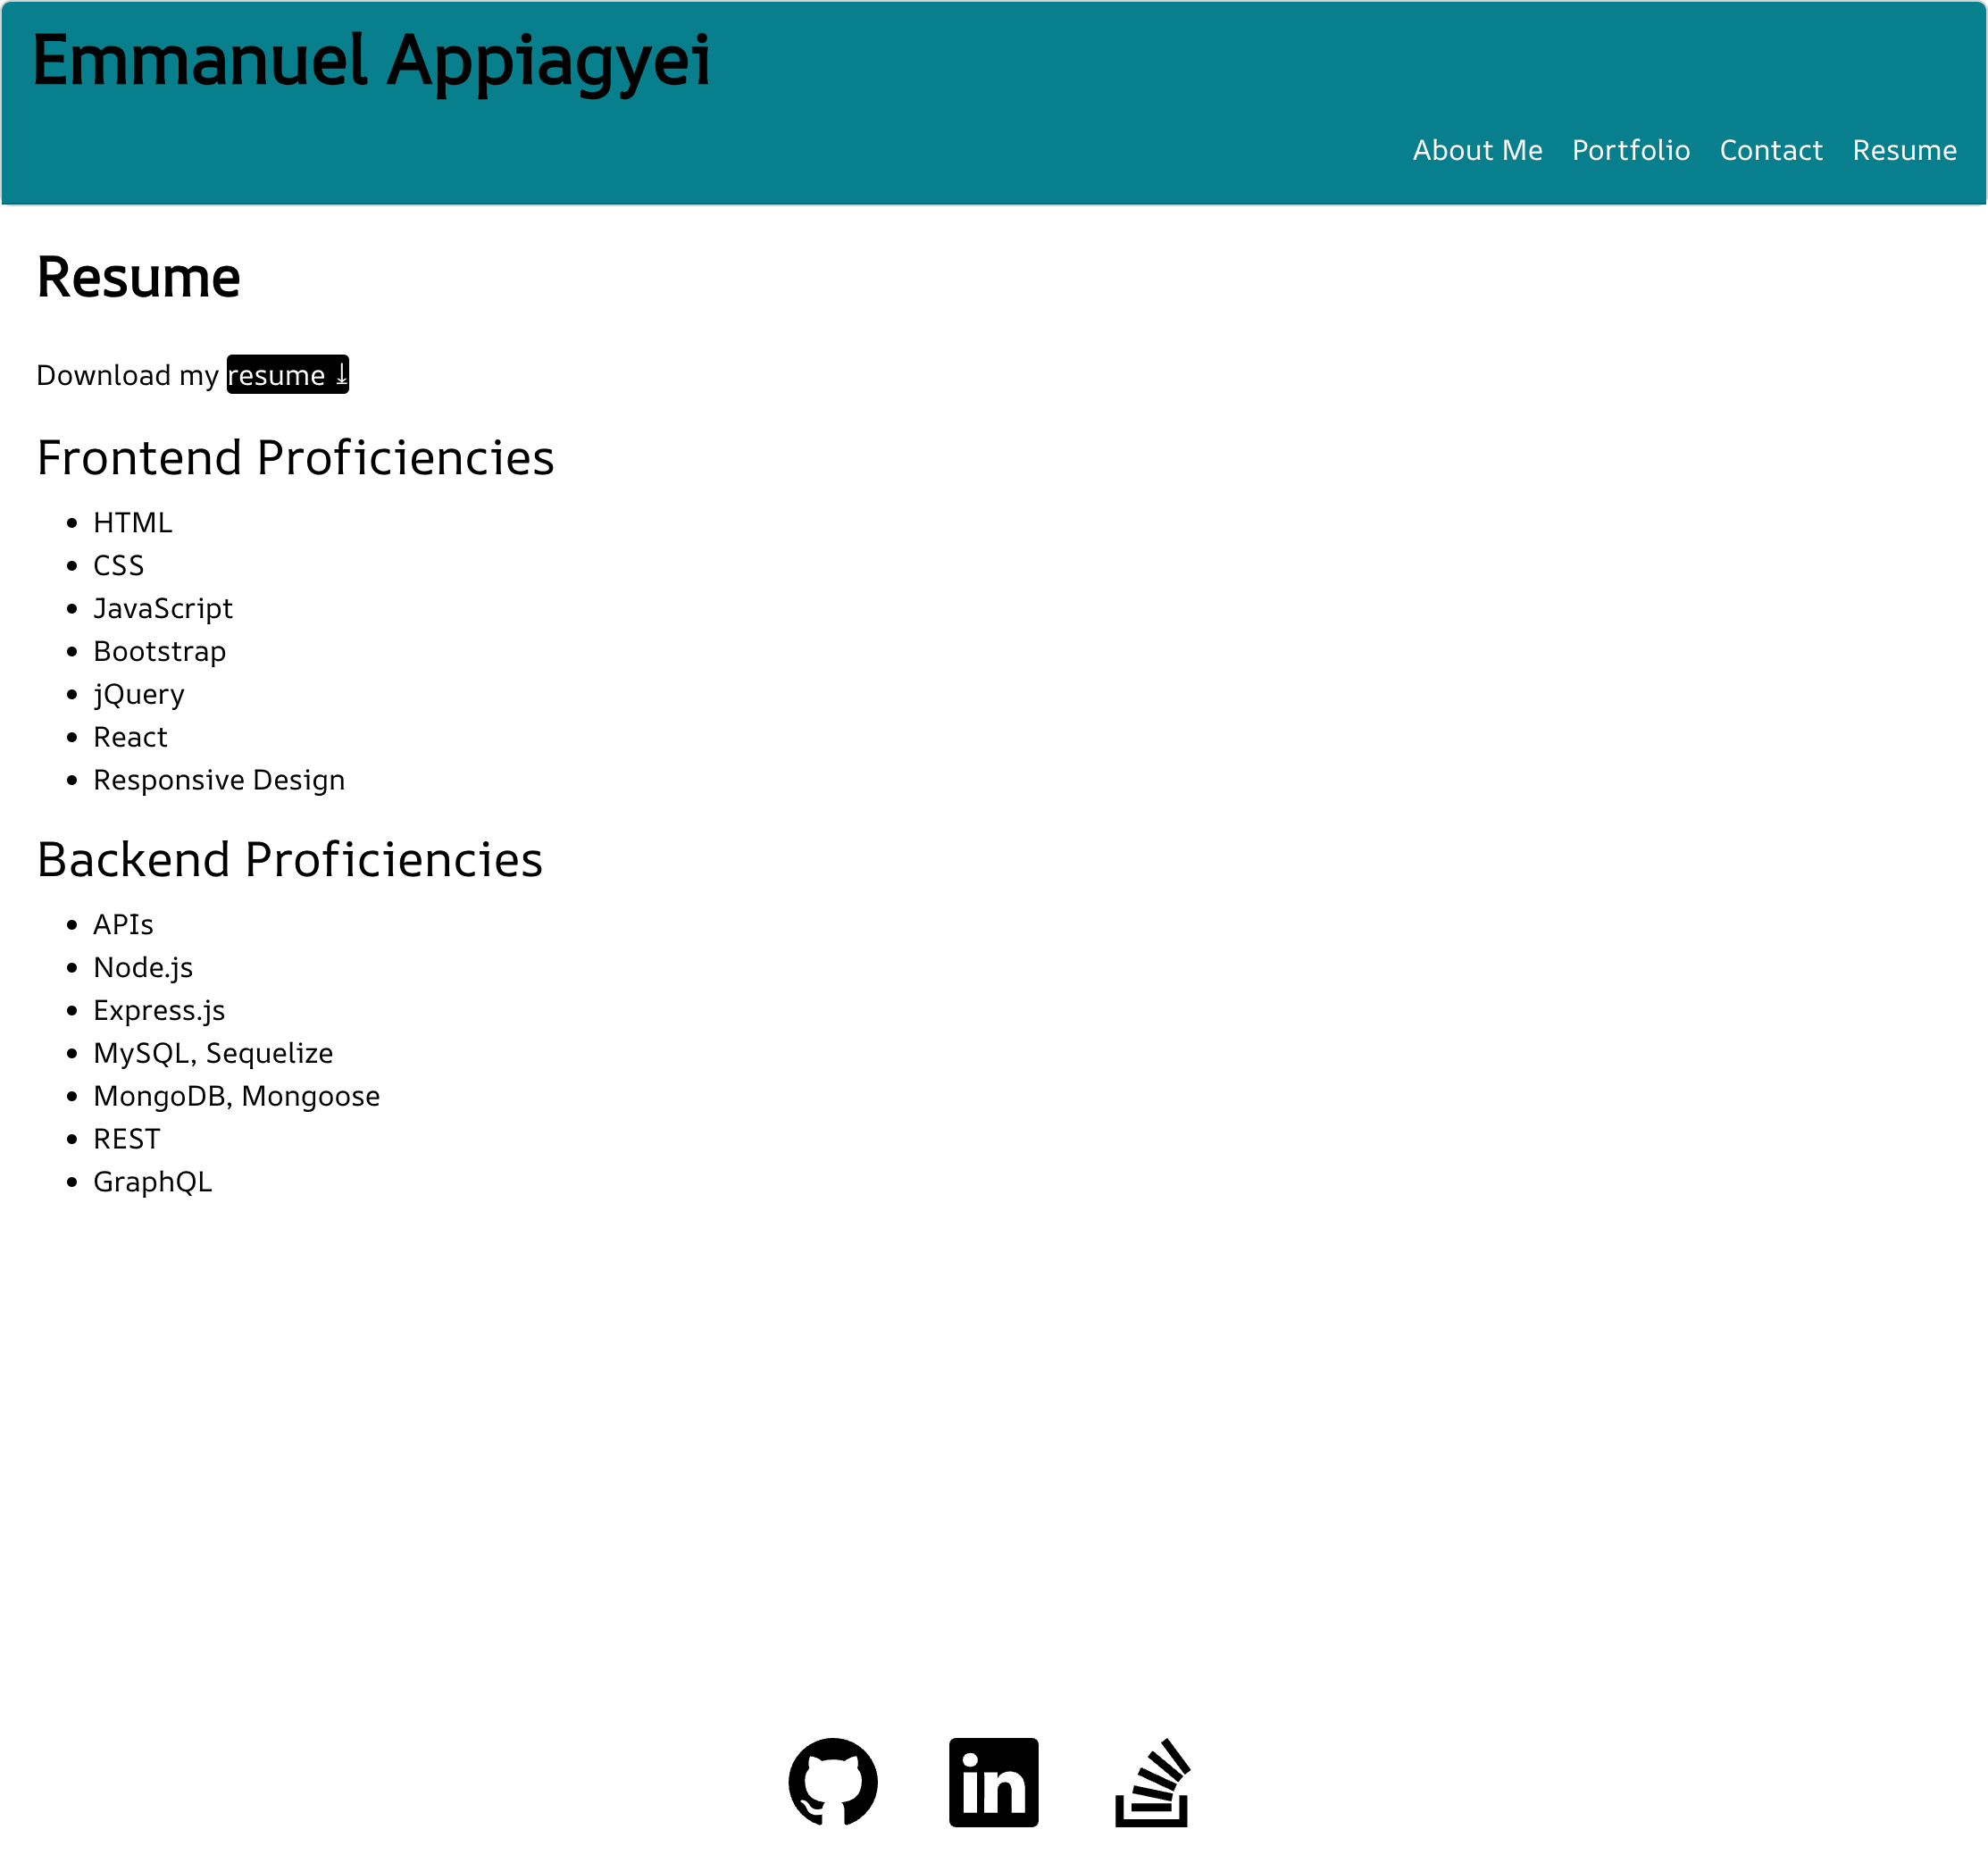 Emmanuel Appiagyei
About Me Portfolio Contact Resume
Resume
Download my resume ↓
Frontend Proficiencies
• HTML
• CSS
• JavaScript
• Bootstrap
• jQuery
• React
• Responsive Design
Backend Proficiencies
• APIs
• Node.js
• Express.js
• MySQL, Sequelize
• MongoDB, Mongoose
• REST
• GraphQL
in